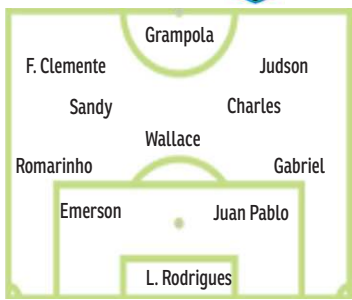 Grampola
F. Clemente Judson
Sandy Charles
Wallace
Romarinho Gabriel
Emerson Juan Pablo
L. Rodrigues